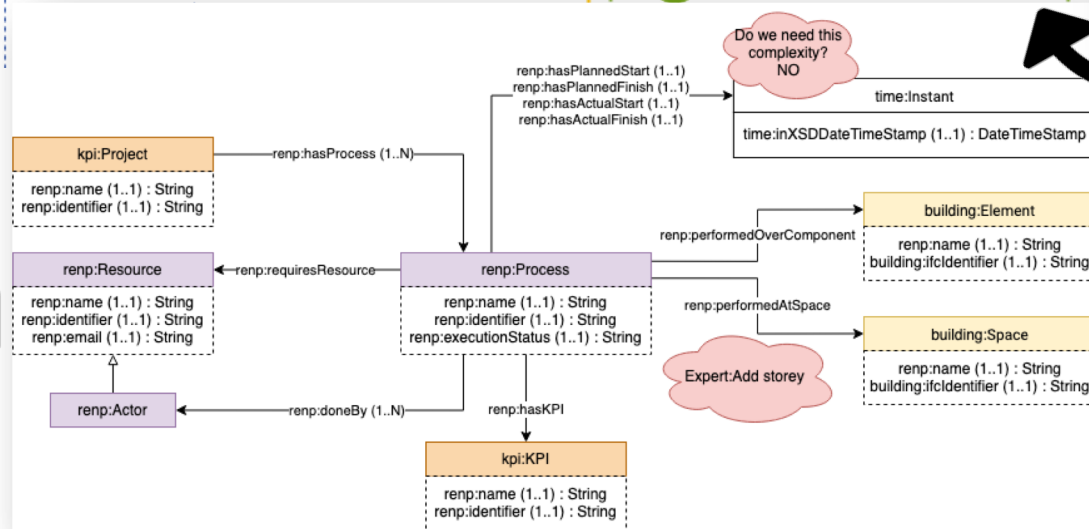 Do we need this
complexity?
NO
renp:hasPlannedStart (1..1)
renp:hasPlannedFinish (1..1)
renp:hasActualStart (1..1)
renp:hasActualFinish (1..1)
time:Instant
time:inXSDDateTimeStamp (1..1) : DateTimeStamp
kpi:Project
renp:name (1..1) : String
renp:identifier (1..1) : String
renp:hasProcess (1..N)
building:Element
renp:name (1..1) : String
building:ifcIdentifier (1..1) : String
renp:performedOverComponent
renp:Resource
renp:name (1..1) : String
renp:identifier (1..1) : String
renp:email (1..1) : String
renp:requiresResource
renp:Process
renp:name (1..1) : String
renp:identifier (1..1) : String
renp:executionStatus (1..1) : String
renp:performedAtSpace
building:Space
renp:name (1..1) : String
building:ifcIdentifier (1..1) : String
Expert:Add storey
renp:Actor
renp:doneBy (1..N)
renp:hasKPI
kpi:KPI
renp:name (1..1) : String
renp:identifier (1..1) : String